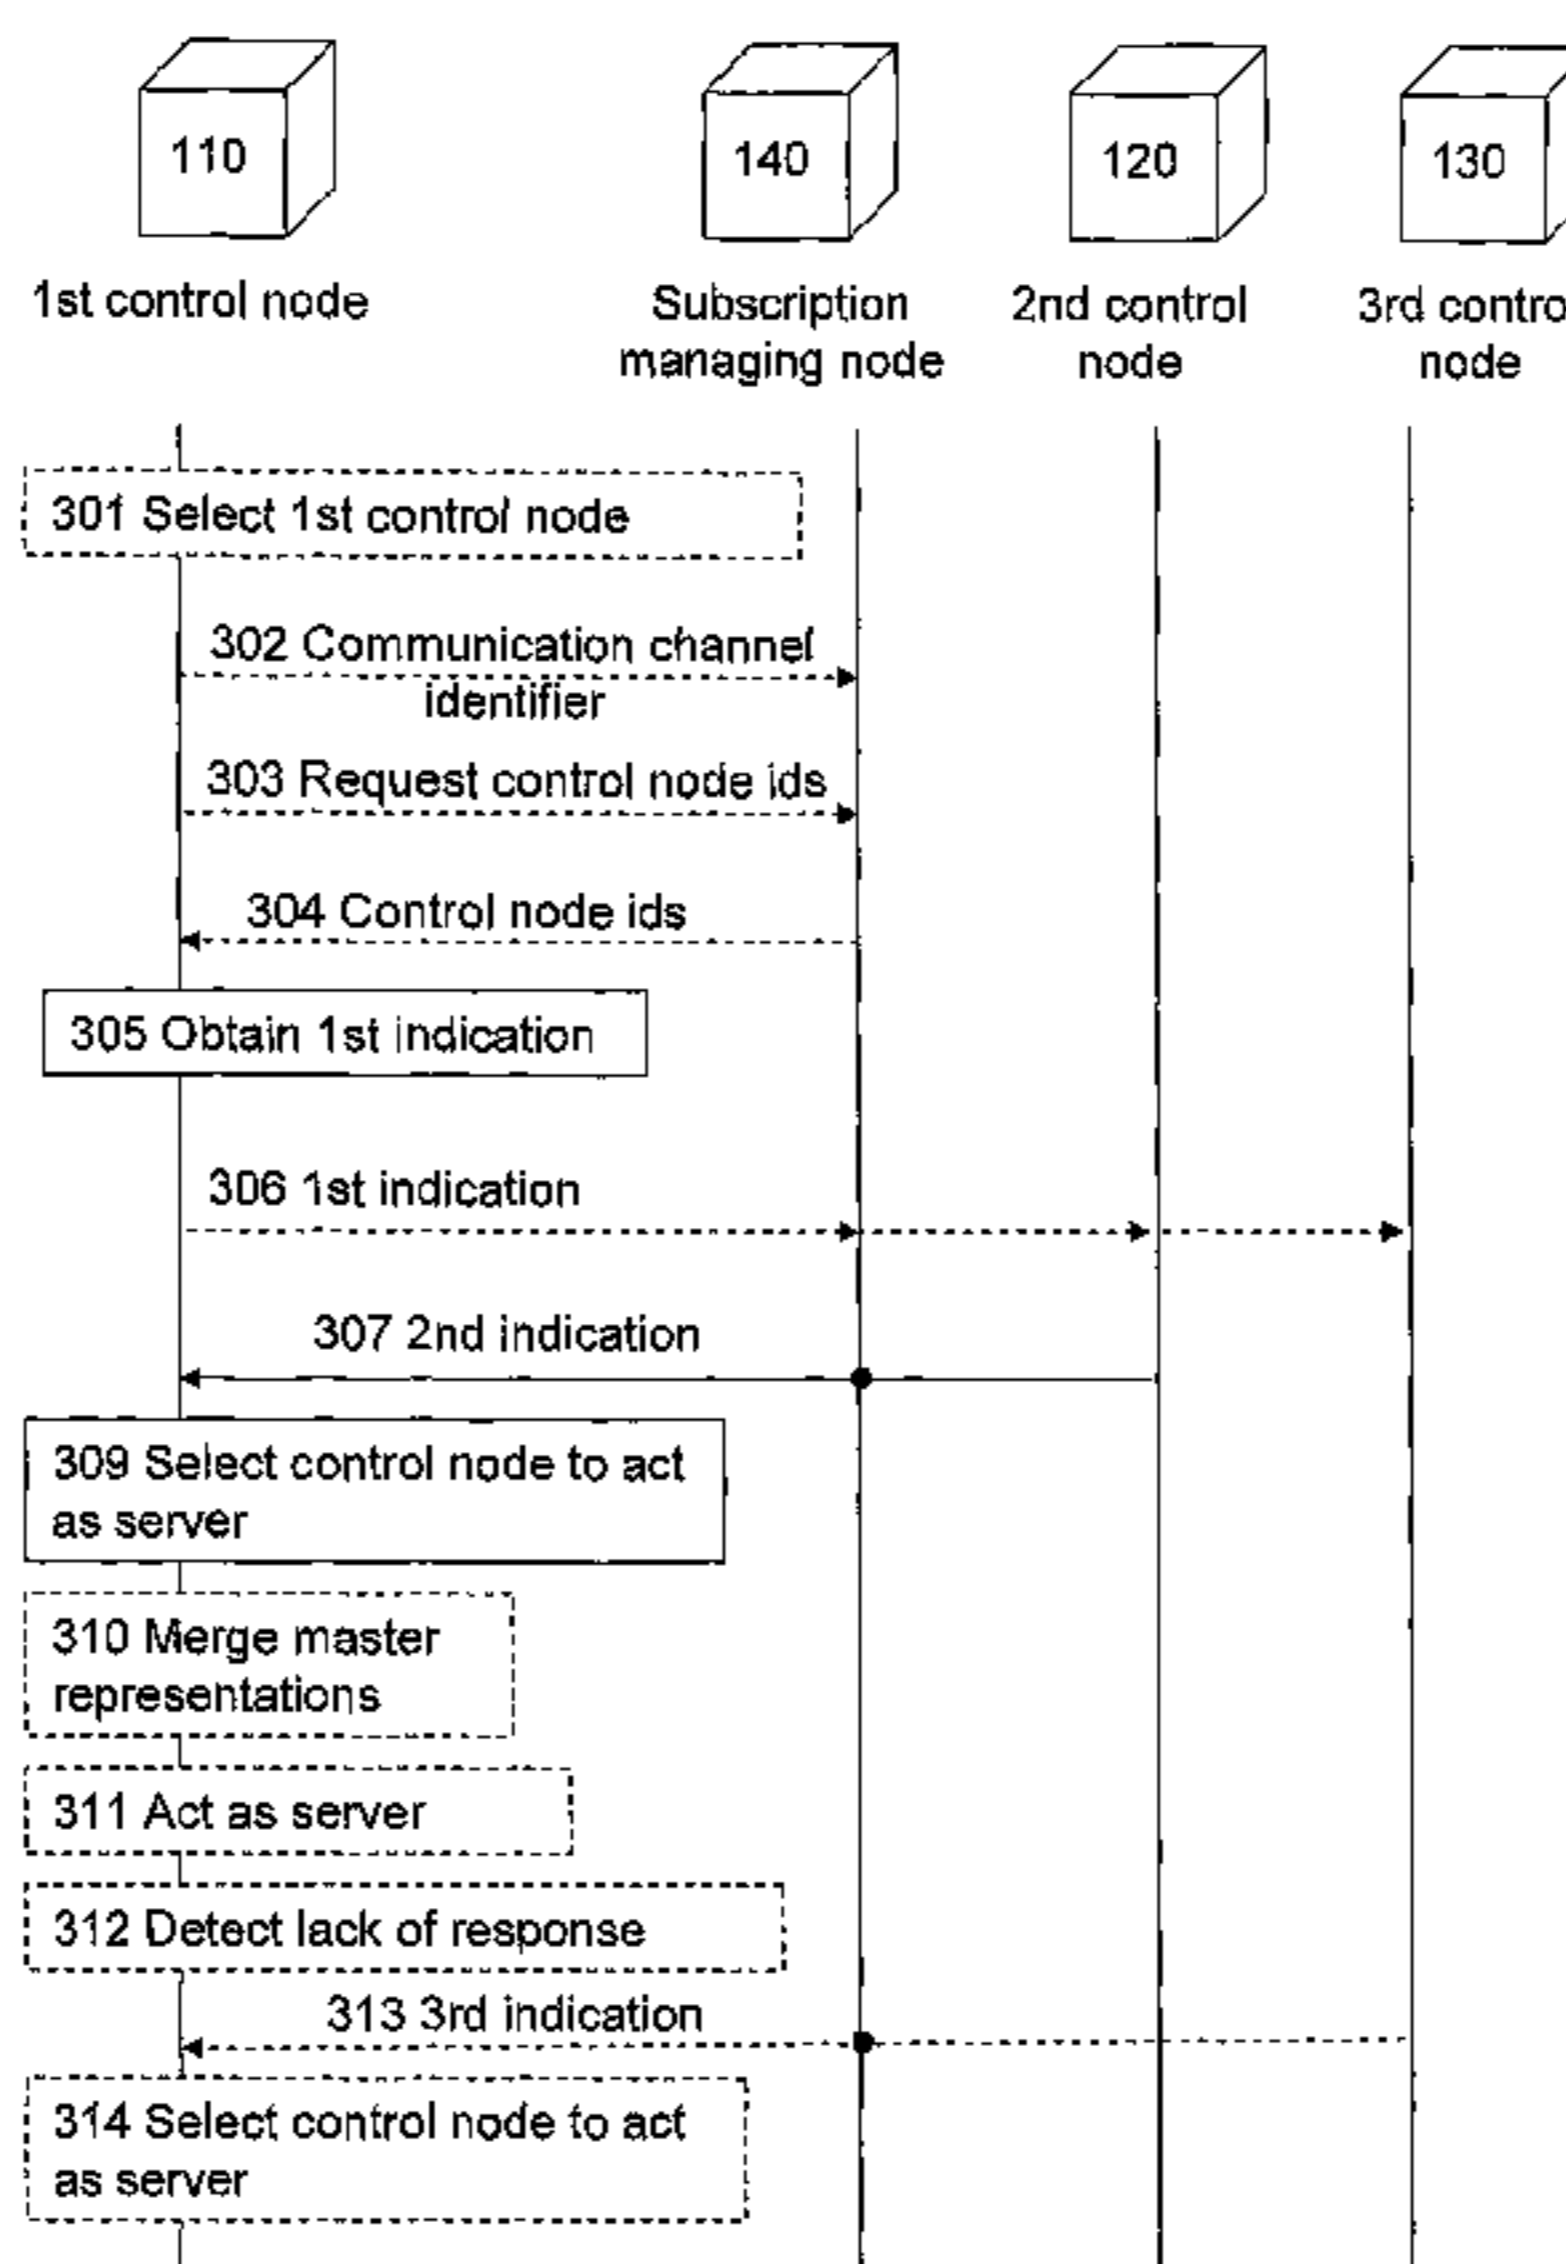 110
140
120
130
1st control node
Subscription
managing node
2nd control
node
3rd contro
node
301 Select 1st control node
302 Communication channel
identifier
303 Request control node ids
304 Control node ids
305 Obtain 1st indication
306 1st indication
307 2nd indication
309 Select control node to act
as server
310 Merge master
representations
311 Act as server
312 Detect lack of response
313 3rd indication
314 Select control node to act
as server